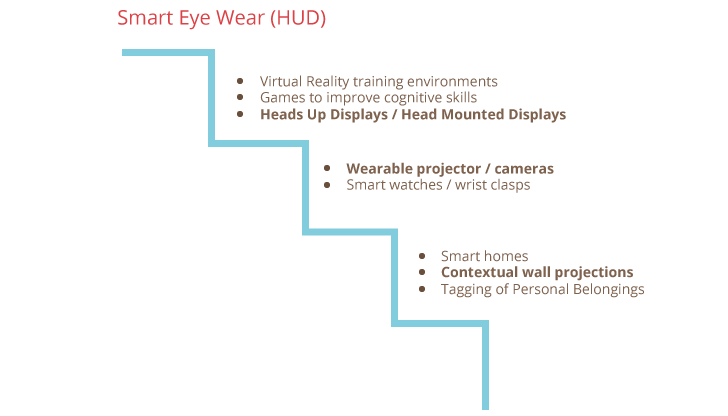 Smart Eye Wear (HUD)
● Virtual Reality training environments
● Games to improve cognitive skills
● Heads Up Displays / Head Mounted Displays
● Wearable projector / cameras
● Smart watches / wrist clasps
● Smart homes
● Contextual wall projections
● Tagging of Personal Belongings